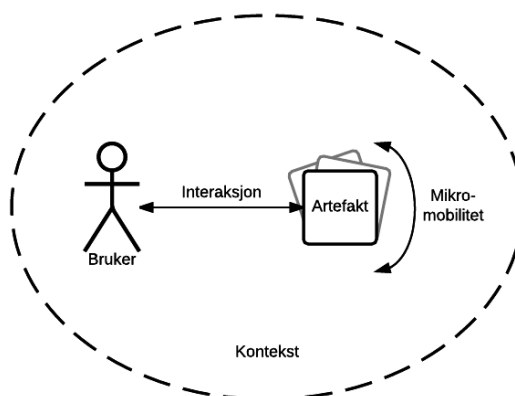 Interaksjon
Artefakt
Mikro-
mobilitet
Bruker
Kontekst